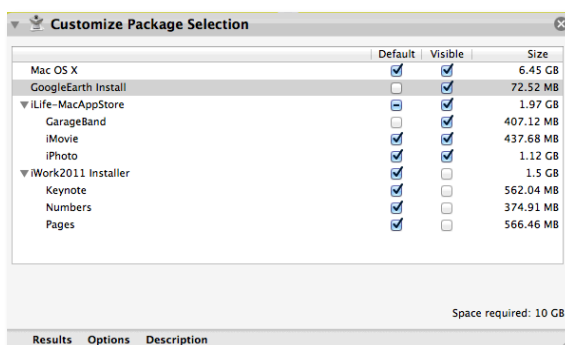 Customize Package Selection
Default Visible Size
Mac OS X 6.45 GB
GoogleEarth Install 72.52 MB
iLife-MacAppStore 1.97 GB
GarageBand 407.12 MB
iMovie 437.68 MB
iPhoto 1.12 GB
iWork2011 Installer 1.5 GB
Keynote 562.04 MB
Numbers 374.91 MB
Pages 566.46 MB
Space required: 10 GB
Results Options Description